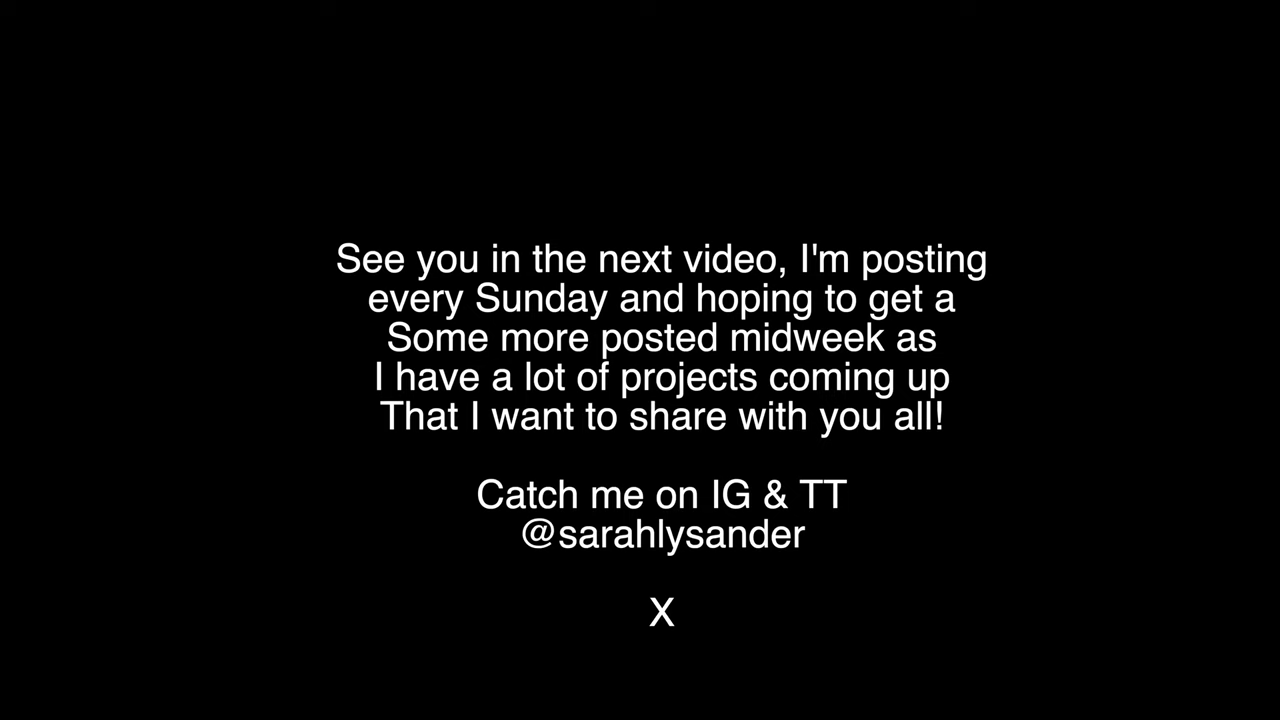 See you in the next video, I'm posting
every Sunday and hoping to get a
Some more posted midweek as
I have a lot of projects coming up
That I want to share with you all!
Catch me on IG & TT
@sarahlysander
X